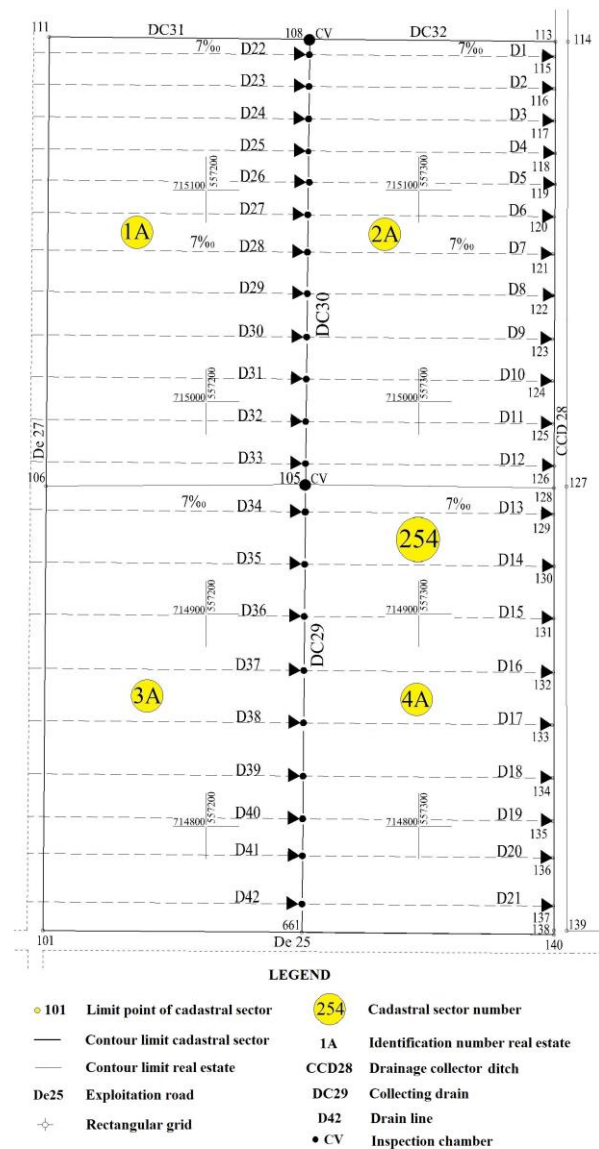 111 DC31 108 CV DC32 113 114
7‰ D22 7‰ D1 115
D23 D2 116
D24 D3 117
D25 D4 118
715100 557200 D26 715100 557300 D5 119
D27 D6 120
1A 2A
7‰ D28 7‰ D7 121
D29 D8 122
DC30
D30 D9 123
715000 557200 D31 715000 557300 D10 124
D32 D11 125
De 27 CCD 28
D33 D12 126
106 105 CV 127
128
7‰ D34 7‰ D13 129
254
D35 D14 130
714900 557200 D36 714900 557300 D15 131
DC29
D37 D16 132
3A 4A
D38 D17 133
D39 D18 134
714800 557200 D40 714800 557300 D19 135
D41 D20 136
D42 D21 137
101 661 138 139
De 25 140
LEGEND
101 Limit point of cadastral sector
254 Cadastral sector number
Contour limit cadastral sector
1A Identification number real estate
Contour limit real estate
CCD28 Drainage collector ditch
De25 Exploitation road
DC29 Collecting drain
Rectangular grid
D42 Drain line
CV Inspection chamber